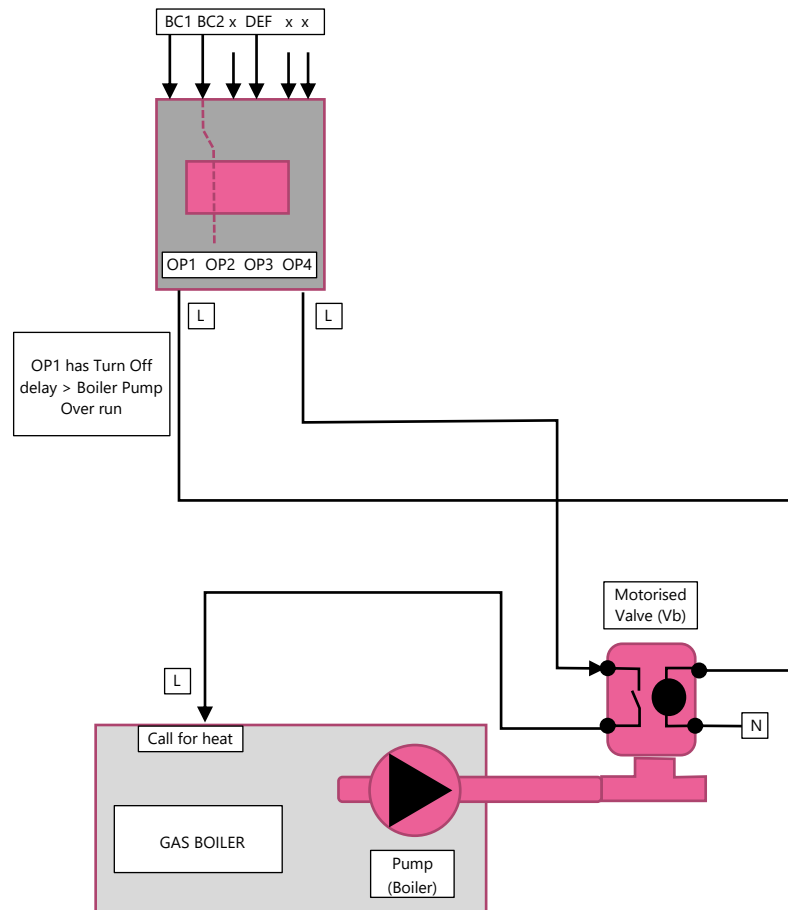 BC1 BC2 x DEF x x
OP1 OP2 OP3 OP4
L
L
OP1 has Turn Off
delay > Boiler Pump
Over run
Motorised
Valve (Vb)
L
N
Call for heat
GAS BOILER
Pump
(Boiler)